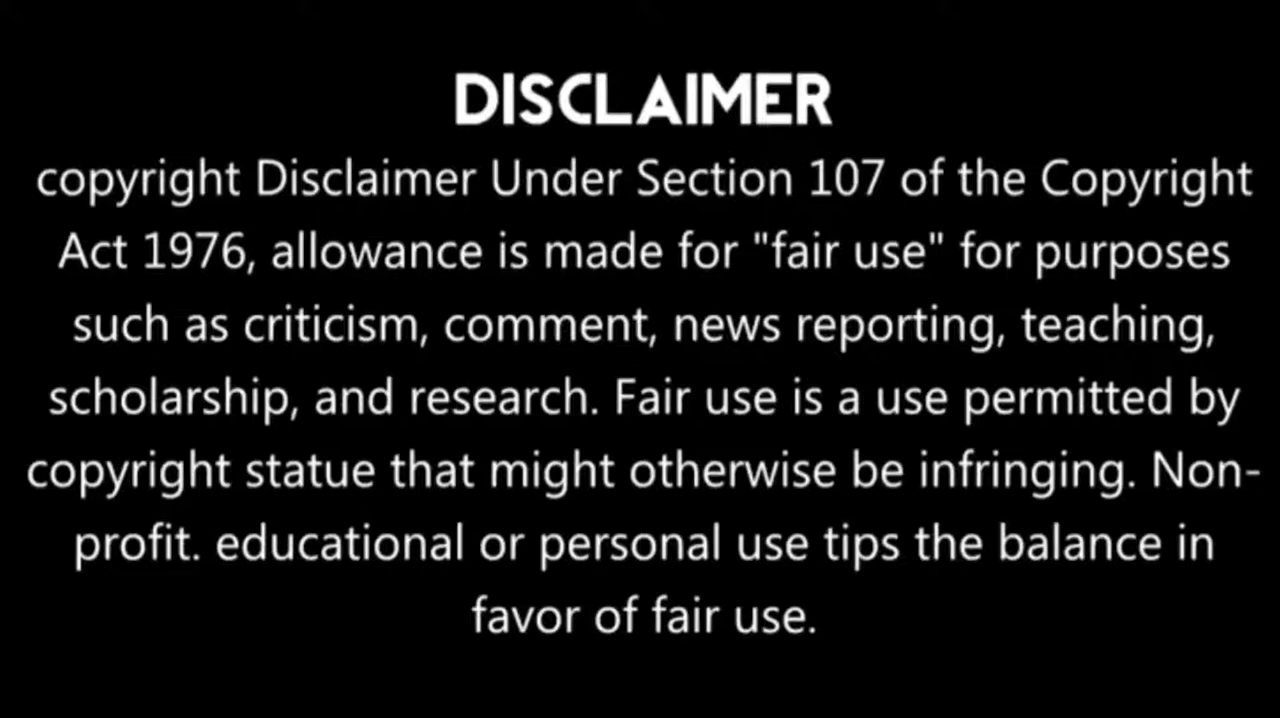 DISCLAIMER
copyright Disclaimer Under Section 107 of the Copyright
Act 1976, allowance is made for "fair use" for purposes
such as criticism, comment, news reporting, teaching,
scholarship, and research. Fair use is a use permitted by
copyright statue that might otherwise be infringing. Non-
profit. educational or personal use tips the balance in
favor of fair use.